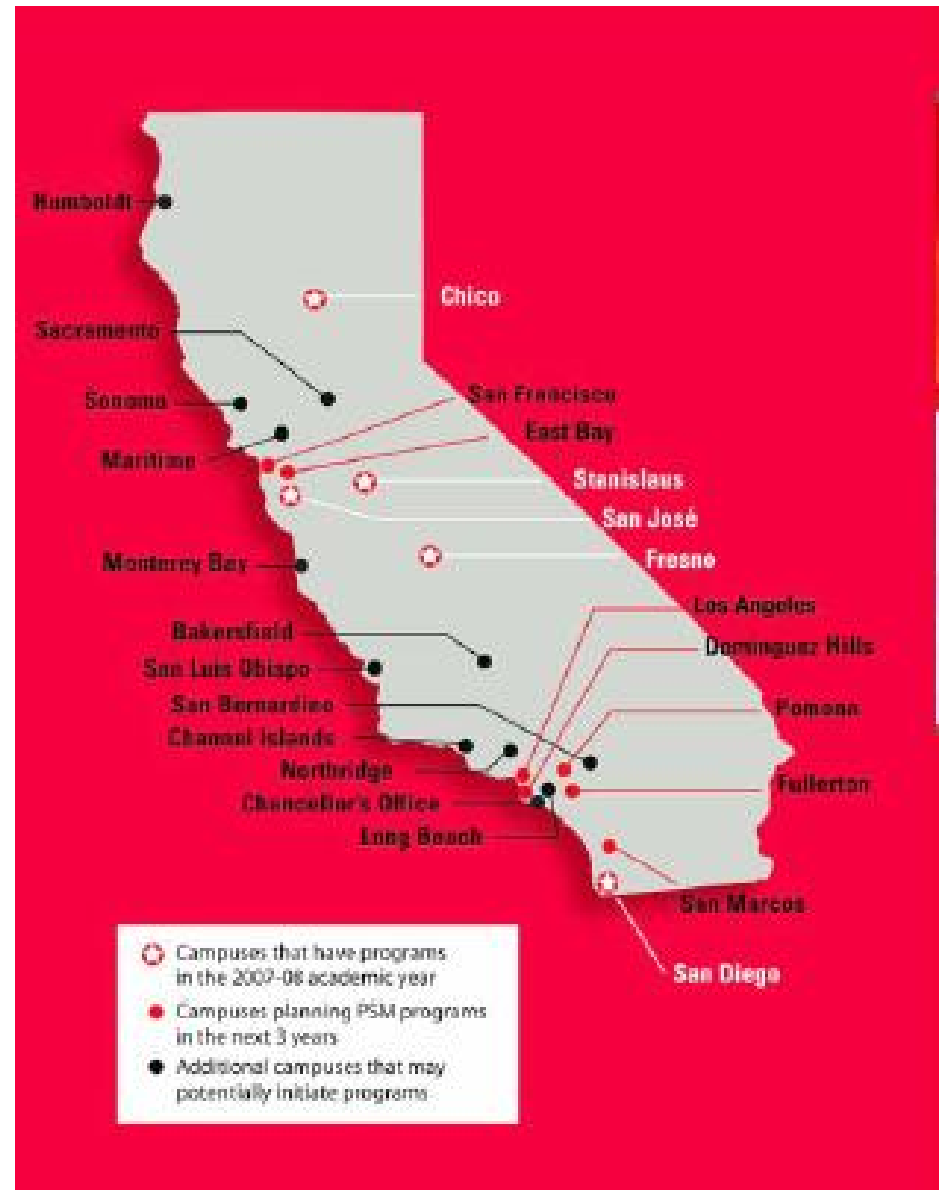 Humboldt
Chico
Sacramento
San Francisco
Sonoma
East Bay
Maritime
Stanislaus
San José
Monterey Bay
Fresno
Los Angeles
Bakersfield
Dominguez Hills
San Luis Obispo
San Bernardino
Pomona
Channel Islands
Northridge
Fullerton
Chancellor's Office
Long Beach
San Marcos
San Diego
Campuses that have programs
in the 2007-08 academic year
Campuses planning PSM programs
in the next 3 years
Additional campuses that may
potentially initiate programs